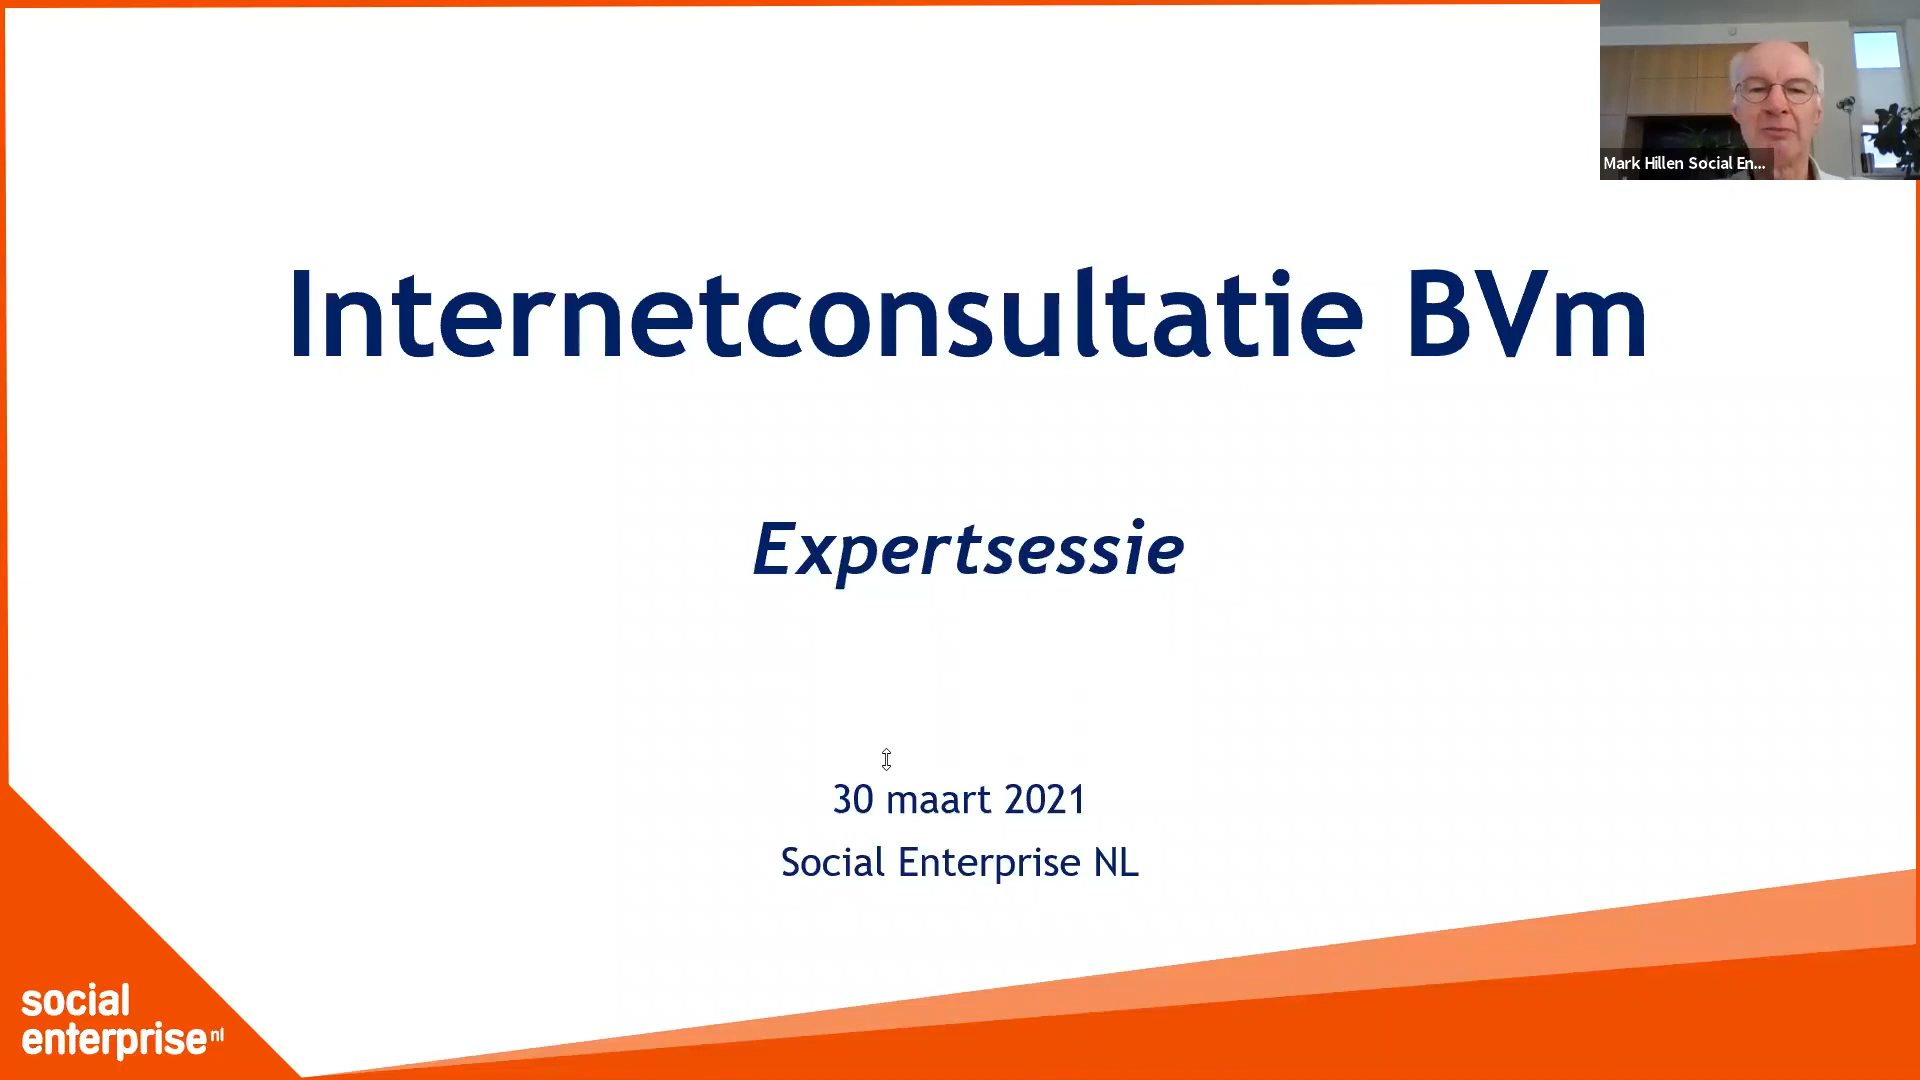 Mark Hillen Social En...
Internetconsultatie BVm
Expertsessie
30 maart 2021
Social Enterprise NL
social
enterprise nl